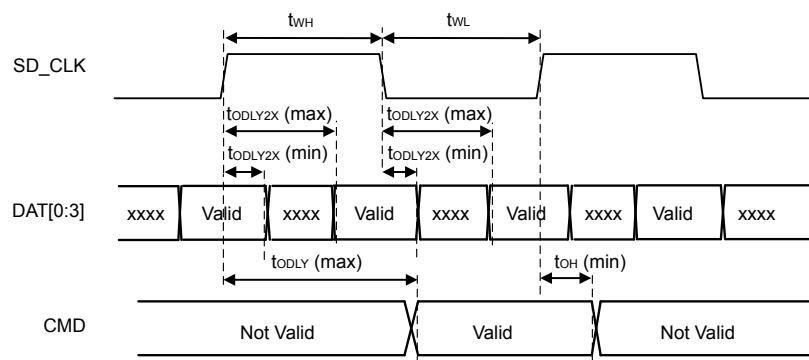 tWH tWL
SD_CLK
tODLY2X (max) tODLY2X (max)
tODLY2X (min) tODLY2X (min)
DAT[0:3] xxxx Valid xxxx Valid xxxx Valid xxxx Valid xxxx
tODLY (max) tOH (min)
CMD Not Valid Valid Not Valid